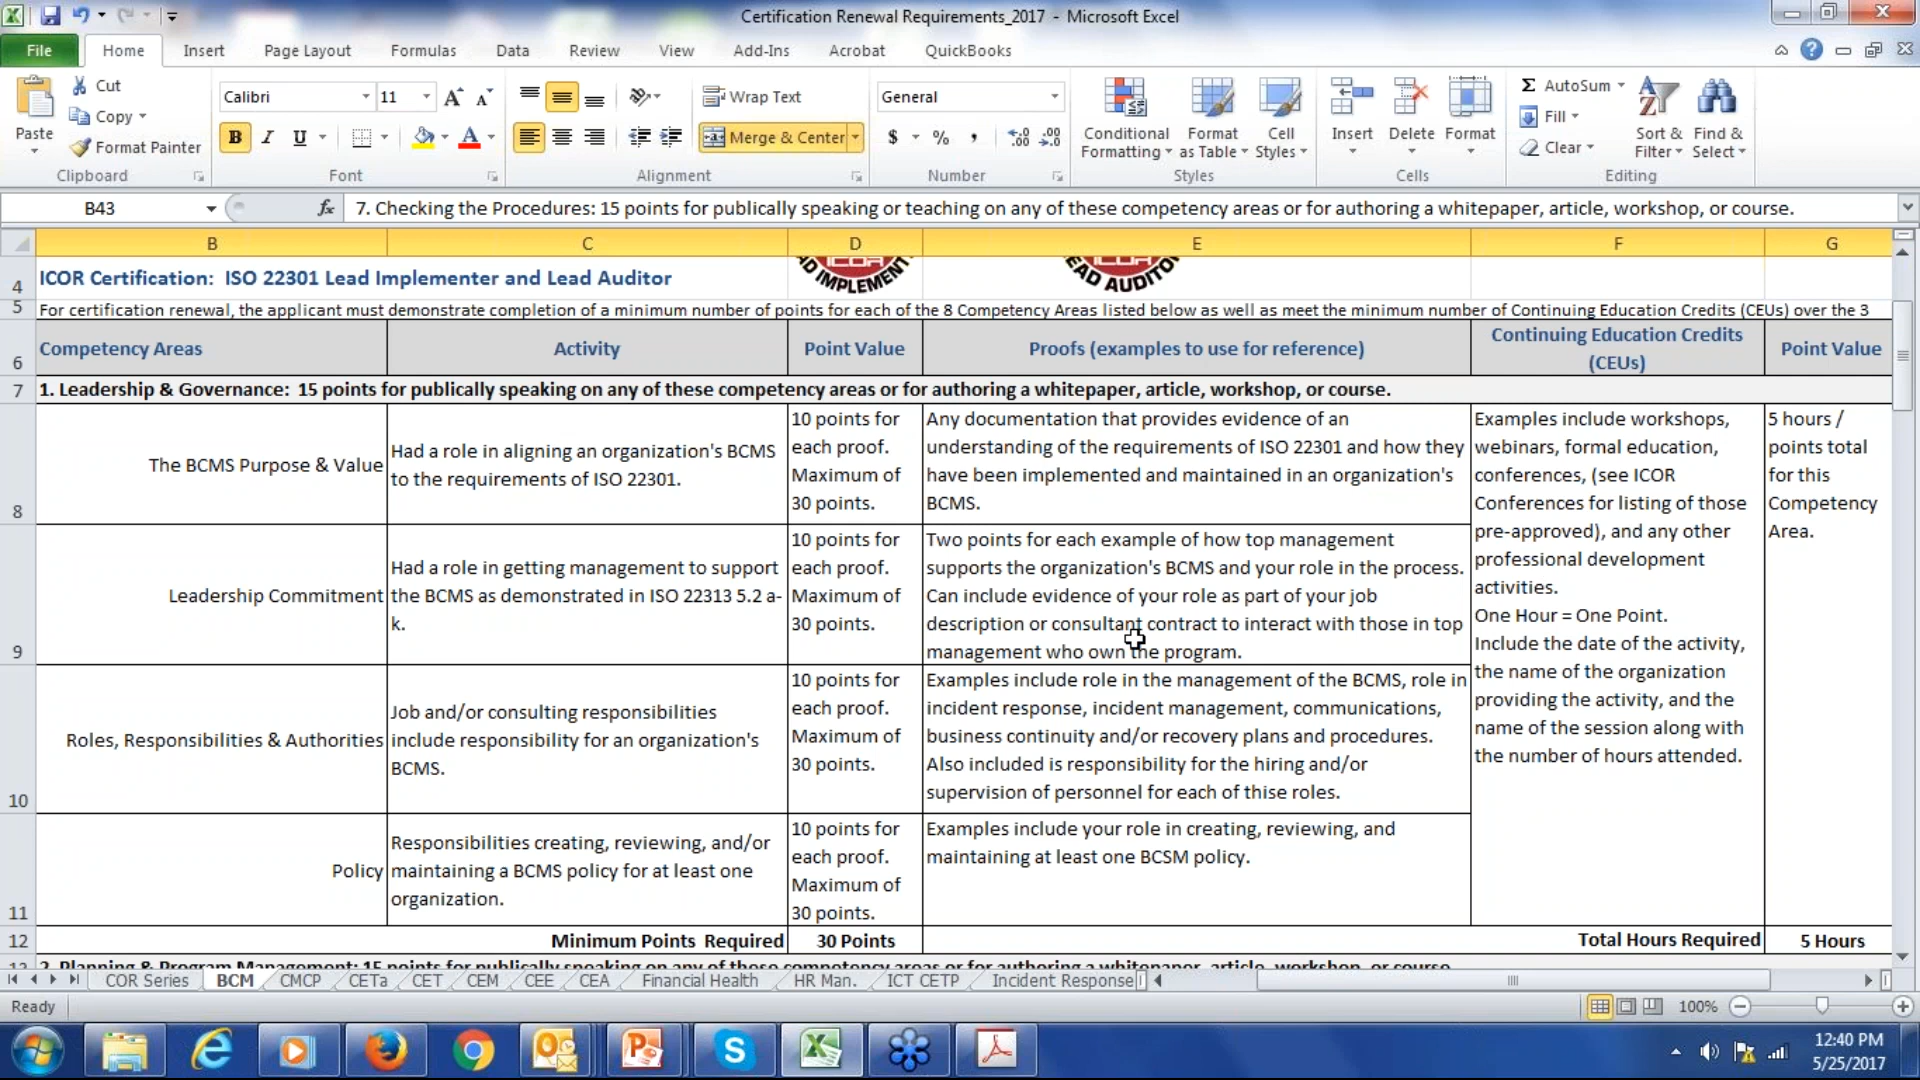 Certification Renewal Requirements_2017 - Microsoft Excel
File Home Insert Page Layout Formulas Data Review View Add-Ins Acrobat QuickBooks
Paste Cut Copy Format Painter
Calibri 11
B I U
Wrap Text
Merge & Center
General
$ % ,
Conditional Formatting Format as Table Cell Styles
Insert Delete Format
Σ AutoSum Fill Clear
Sort & Filter Find & Select
Clipboard Font Alignment Number Styles Cells Editing
B43 fx 7. Checking the Procedures: 15 points for publically speaking or teaching on any of these competency areas or for authoring a whitepaper, article, workshop, or course.
B C D E F G
4 ICOR Certification: ISO 22301 Lead Implementer and Lead Auditor
5 For certification renewal, the applicant must demonstrate completion of a minimum number of points for each of the 8 Competency Areas listed below as well as meet the minimum number of Continuing Education Credits (CEUs) over the 3
6 Competency Areas Activity Point Value Proofs (examples to use for reference) Continuing Education Credits (CEUs) Point Value
7 1. Leadership & Governance: 15 points for publically speaking on any of these competency areas or for authoring a whitepaper, article, workshop, or course.
8 The BCMS Purpose & Value
Had a role in aligning an organization's BCMS
to the requirements of ISO 22301.
10 points for
each proof.
Maximum of
30 points.
Any documentation that provides evidence of an
understanding of the requirements of ISO 22301 and how they
have been implemented and maintained in an organization's
BCMS.
Examples include workshops,
webinars, formal education,
conferences, (see ICOR
Conferences for listing of those
pre-approved), and any other
professional development
activities.
One Hour = One Point.
Include the date of the activity,
the name of the organization
providing the activity, and the
name of the session along with
the number of hours attended.
5 hours /
points total
for this
Competency
Area.
9 Leadership Commitment
Had a role in getting management to support
the BCMS as demonstrated in ISO 22313 5.2 a-
k.
10 points for
each proof.
Maximum of
30 points.
Two points for each example of how top management
supports the organization's BCMS and your role in the process.
Can include evidence of your role as part of your job
description or consultant contract to interact with those in top
management who own the program.
10 Roles, Responsibilities & Authorities
Job and/or consulting responsibilities
include responsibility for an organization's
BCMS.
10 points for
each proof.
Maximum of
30 points.
Examples include role in the management of the BCMS, role in
incident response, incident management, communications,
business continuity and/or recovery plans and procedures.
Also included is responsibility for the hiring and/or
supervision of personnel for each of thise roles.
11 Policy
Responsibilities creating, reviewing, and/or
maintaining a BCMS policy for at least one
organization.
10 points for
each proof.
Maximum of
30 points.
Examples include your role in creating, reviewing, and
maintaining at least one BCSM policy.
12 Minimum Points Required 30 Points Total Hours Required 5 Hours
2. Planning & Program Management: 15 points for publically speaking on any of these competency areas or for authoring a whitepaper, article, workshop, or course.
COR Series BCM CMCP CETa CET CEM CEE CEA Financial Health HR Man. ICT CETP Incident Response
Ready 100%
12:40 PM
5/25/2017